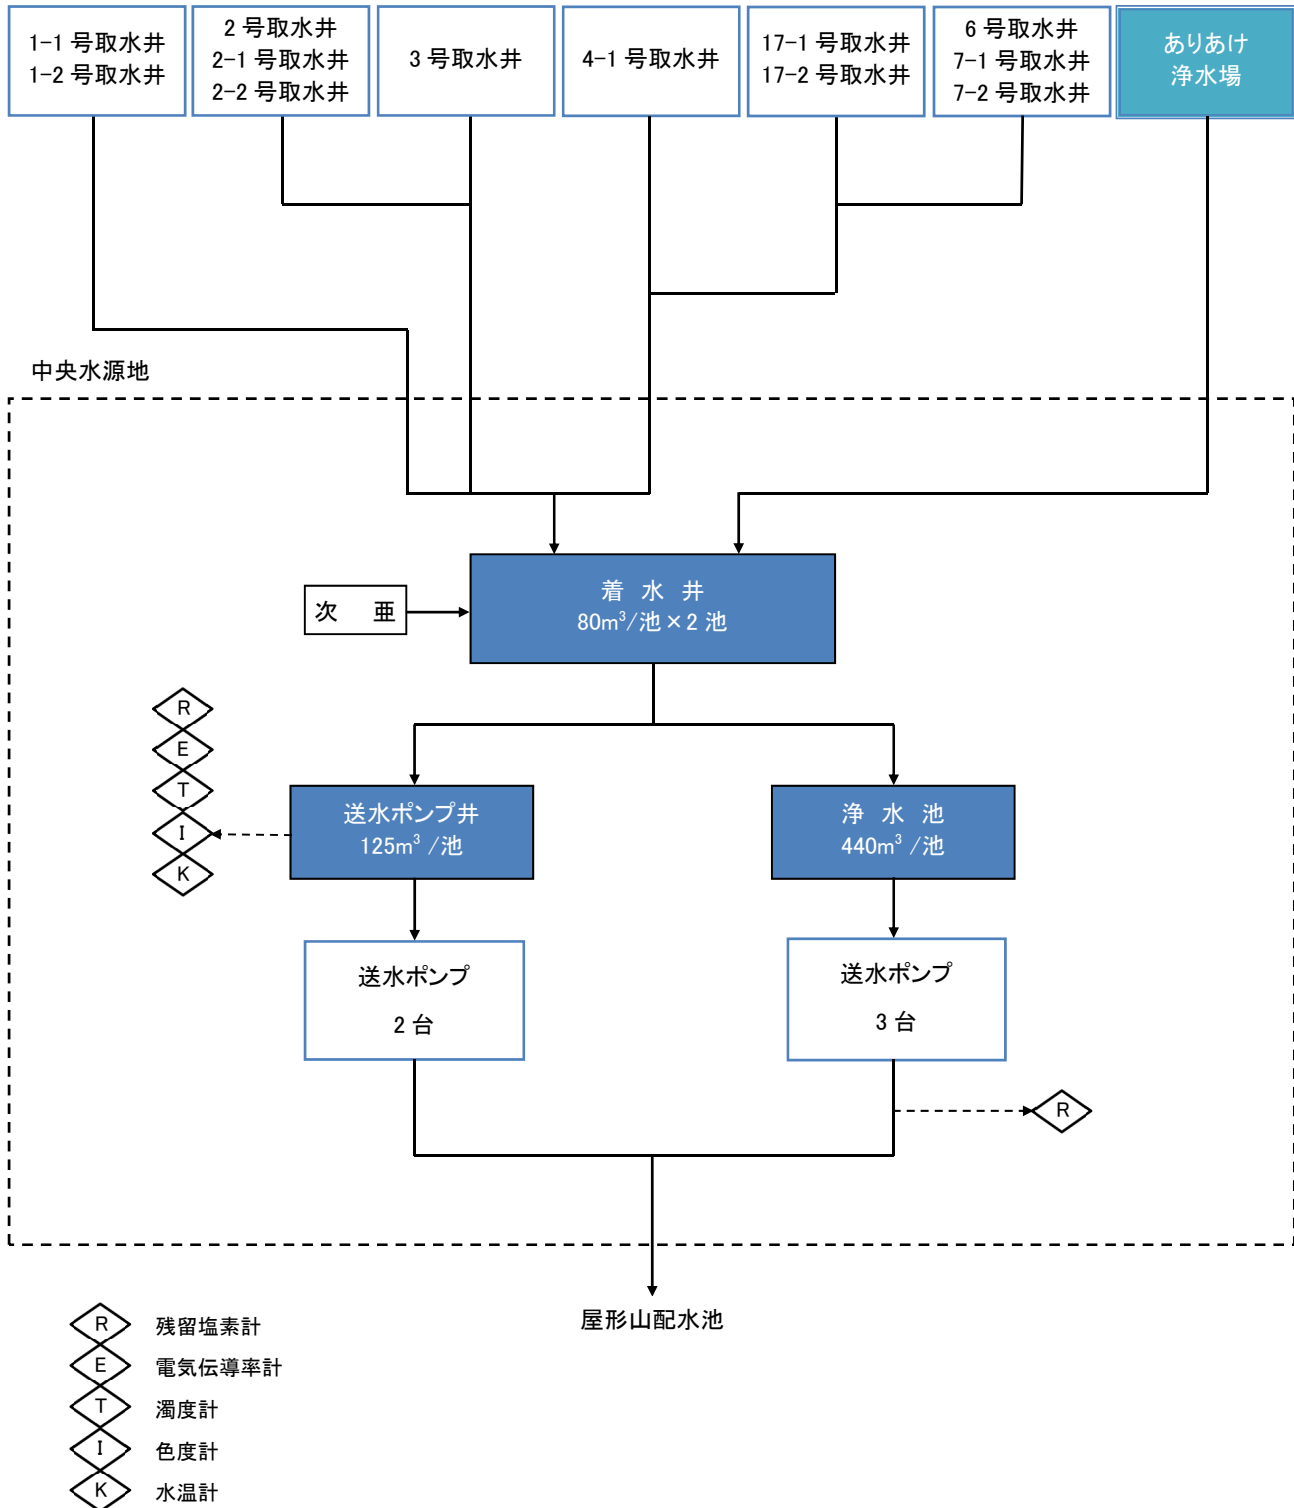 1-1 号取水井
1-2 号取水井
2 号取水井
2-1 号取水井
2-2 号取水井
3 号取水井
4-1 号取水井
17-1 号取水井
17-2 号取水井
6 号取水井
7-1 号取水井
7-2 号取水井
ありあけ
浄水場
中央水源地
着 水 井
80m³/池×2 池
次 亜
R
E
T
I
K
送水ポンプ井
125m³ /池
浄 水 池
440m³ /池
送水ポンプ
2 台
送水ポンプ
3 台
R
屋形山配水池
R 残留塩素計
E 電気伝導率計
T 濁度計
I 色度計
K 水温計